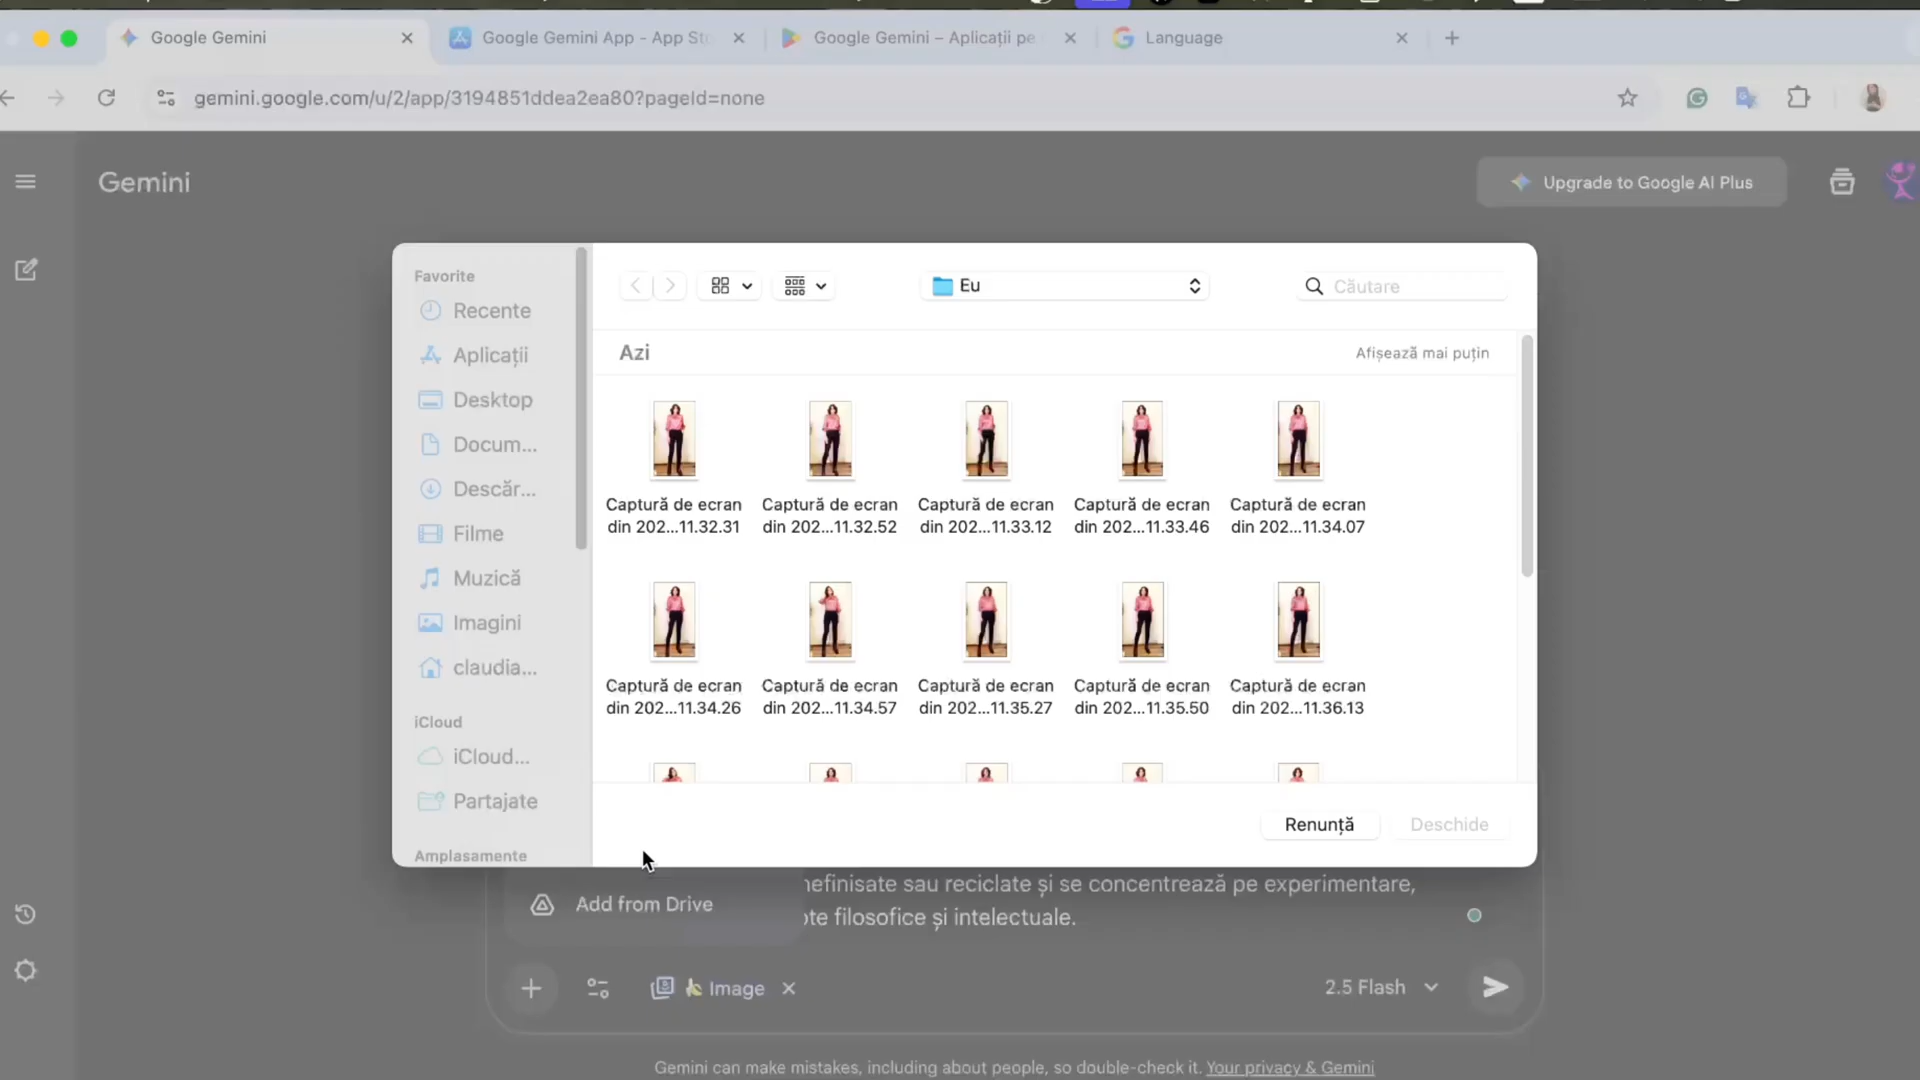 Google Gemini
Google Gemini App - App Sto
Google Gemini – Aplicații pe
Language
gemini.google.com/u/2/app/3194851ddea2ea80?pageId=none
Gemini
Upgrade to Google AI Plus
Favorite
Recente
Aplicații
Desktop
Docum...
Descăr...
Filme
Muzică
Imagini
claudia...
iCloud
iCloud...
Partajate
Amplasamente
Eu
Căutare
Azi
Afișează mai puțin
Captură de ecran
din 202...11.32.31
Captură de ecran
din 202...11.32.52
Captură de ecran
din 202...11.33.12
Captură de ecran
din 202...11.33.46
Captură de ecran
din 202...11.34.07
Captură de ecran
din 202...11.34.26
Captură de ecran
din 202...11.34.57
Captură de ecran
din 202...11.35.27
Captură de ecran
din 202...11.35.50
Captură de ecran
din 202...11.36.13
Renunță
Deschide
nefinisate sau reciclate și se concentrează pe experimentare,
Add from Drive
filosofice și intelectuale.
Image
2.5 Flash
Gemini can make mistakes, including about people, so double-check it. Your privacy & Gemini